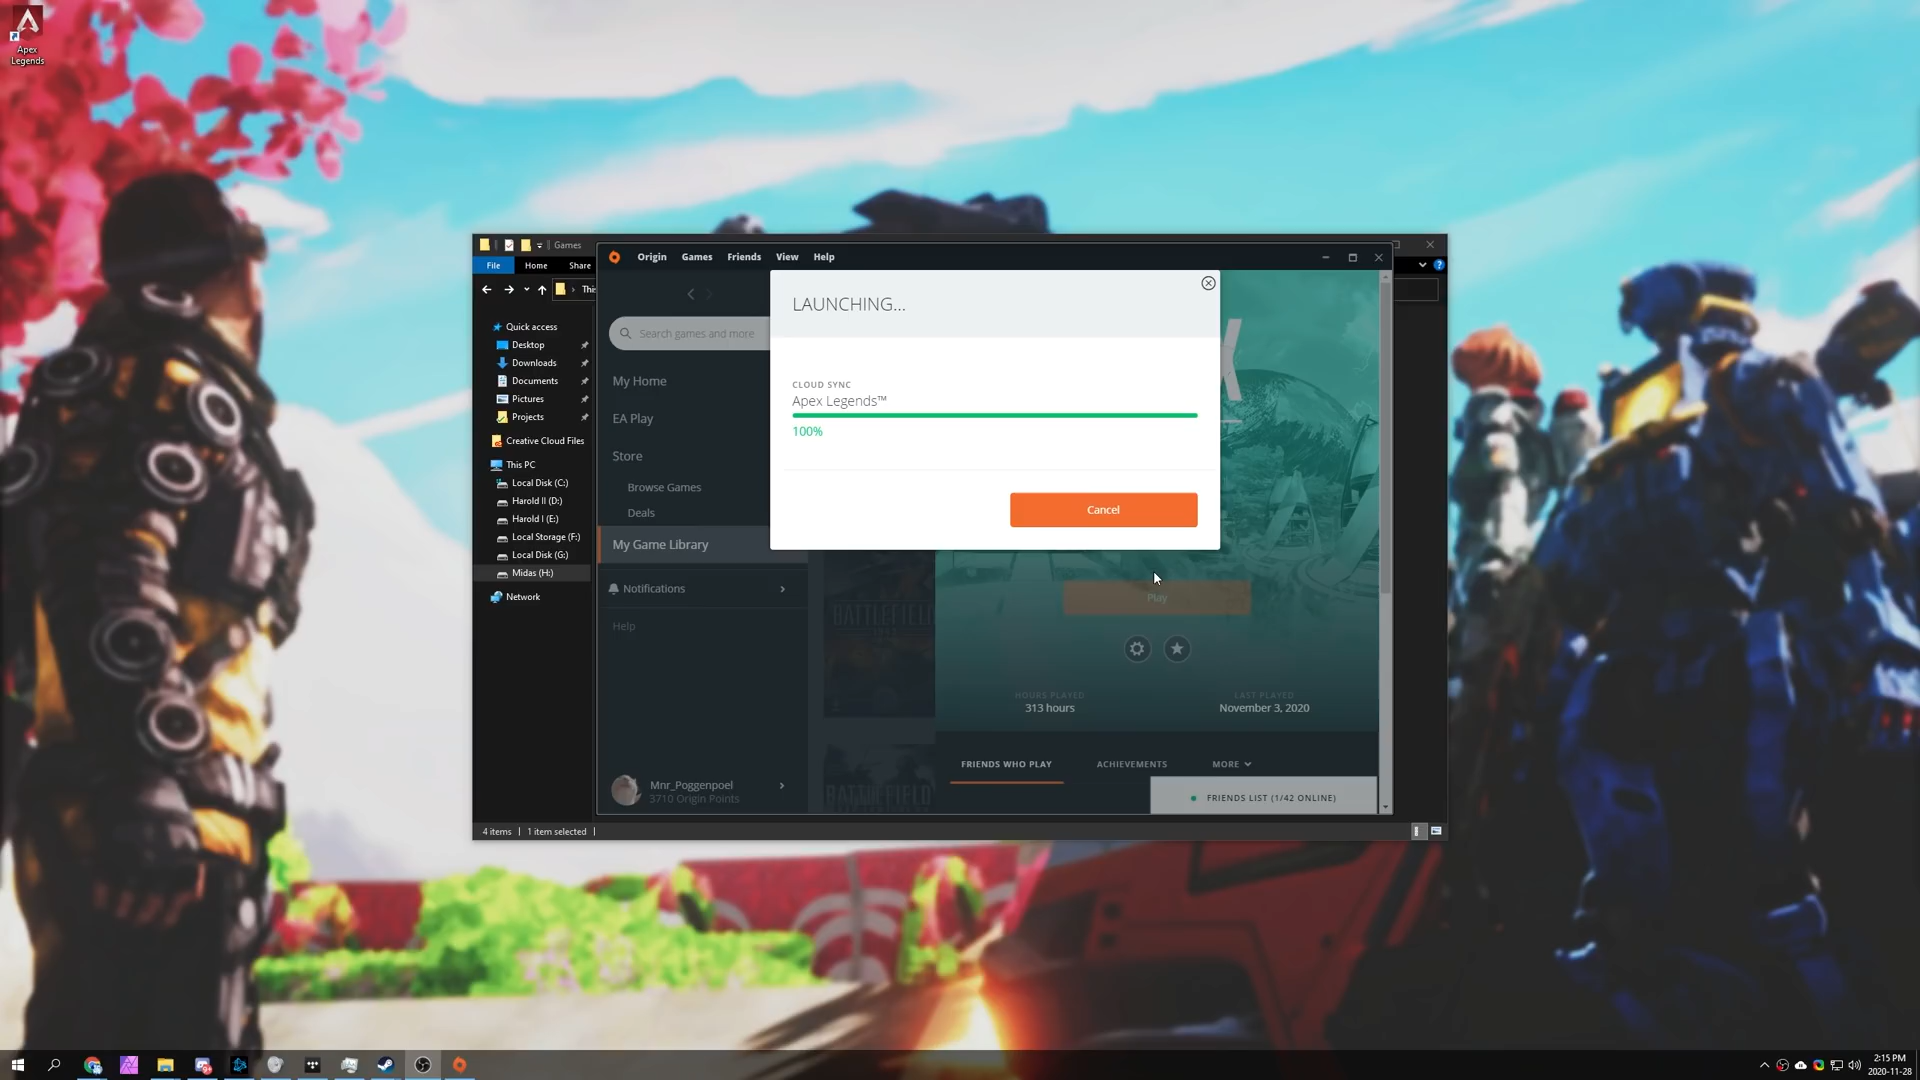 Apex
Legends
Games
File
Home
Share
This
Quick access
Desktop
Downloads
Documents
Pictures
Projects
Creative Cloud Files
This PC
Local Disk (C:)
Harold II (D:)
Harold I (E:)
Local Storage (F:)
Local Disk (G:)
Midas (H:)
Network
4 items
1 item selected
Origin
Games
Friends
View
Help
Search games and more
My Home
EA Play
Store
Browse Games
Deals
My Game Library
Notifications
Help
Mnr_Poggenpoel
3710 Origin Points
LAUNCHING...
CLOUD SYNC
Apex Legends™
100%
Cancel
Play
HOURS PLAYED
313 hours
LAST PLAYED
November 3, 2020
FRIENDS WHO PLAY
ACHIEVEMENTS
MORE
FRIENDS LIST (1/42 ONLINE)
BATTLEFIELD
BATTLEFIELD
2:15 PM
2020-11-28